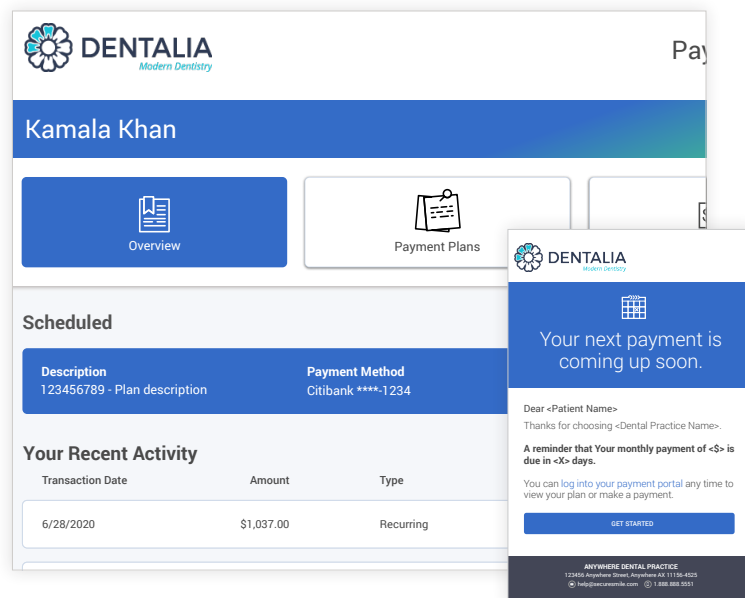 DENTALIA
Modern Dentistry
Pay
Kamala Khan
Overview
Payment Plans
Scheduled
Description
123456789 - Plan description
Payment Method
Citibank ****-1234
Your Recent Activity
Transaction Date Amount Type
6/28/2020 $1,037.00 Recurring
DENTALIA
Modern Dentistry
Your next payment is
coming up soon.
Dear <Patient Name>
Thanks for choosing <Dental Practice Name>.
A reminder that Your monthly payment of <$> is
due in <X> days.
You can log into your payment portal any time to
view your plan or make a payment.
GET STARTED
ANYWHERE DENTAL PRACTICE
123456 Anywhere Street, Anywhere AX 11156-4525
help@securesmile.com 1.888.888.5551